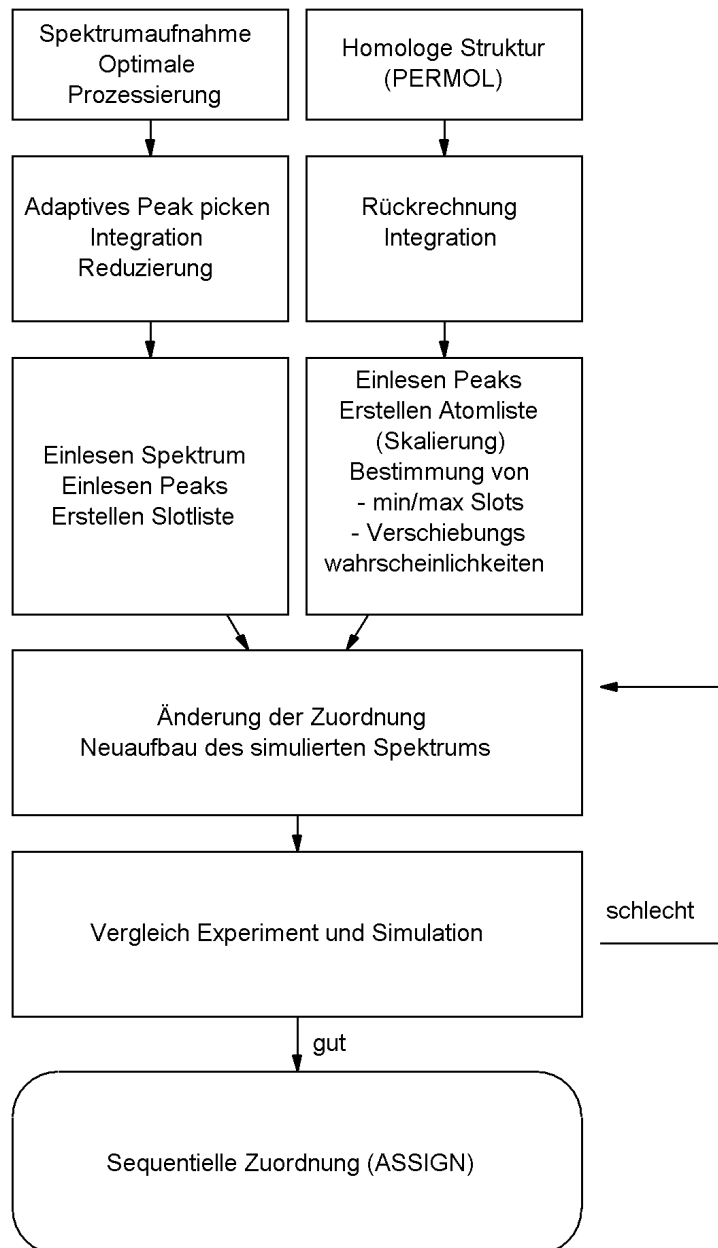 Spektrumaufnahme
Optimale
Prozessierung
Homologe Struktur
(PERMOL)
Adaptives Peak picken
Integration
Reduzierung
Rückrechnung
Integration
Einlesen Spektrum
Einlesen Peaks
Erstellen Slotliste
Einlesen Peaks
Erstellen Atomliste
(Skalierung)
Bestimmung von
- min/max Slots
- Verschiebungs
wahrscheinlichkeiten
Änderung der Zuordnung
Neuaufbau des simulierten Spektrums
Vergleich Experiment und Simulation
schlecht
gut
Sequentielle Zuordnung (ASSIGN)